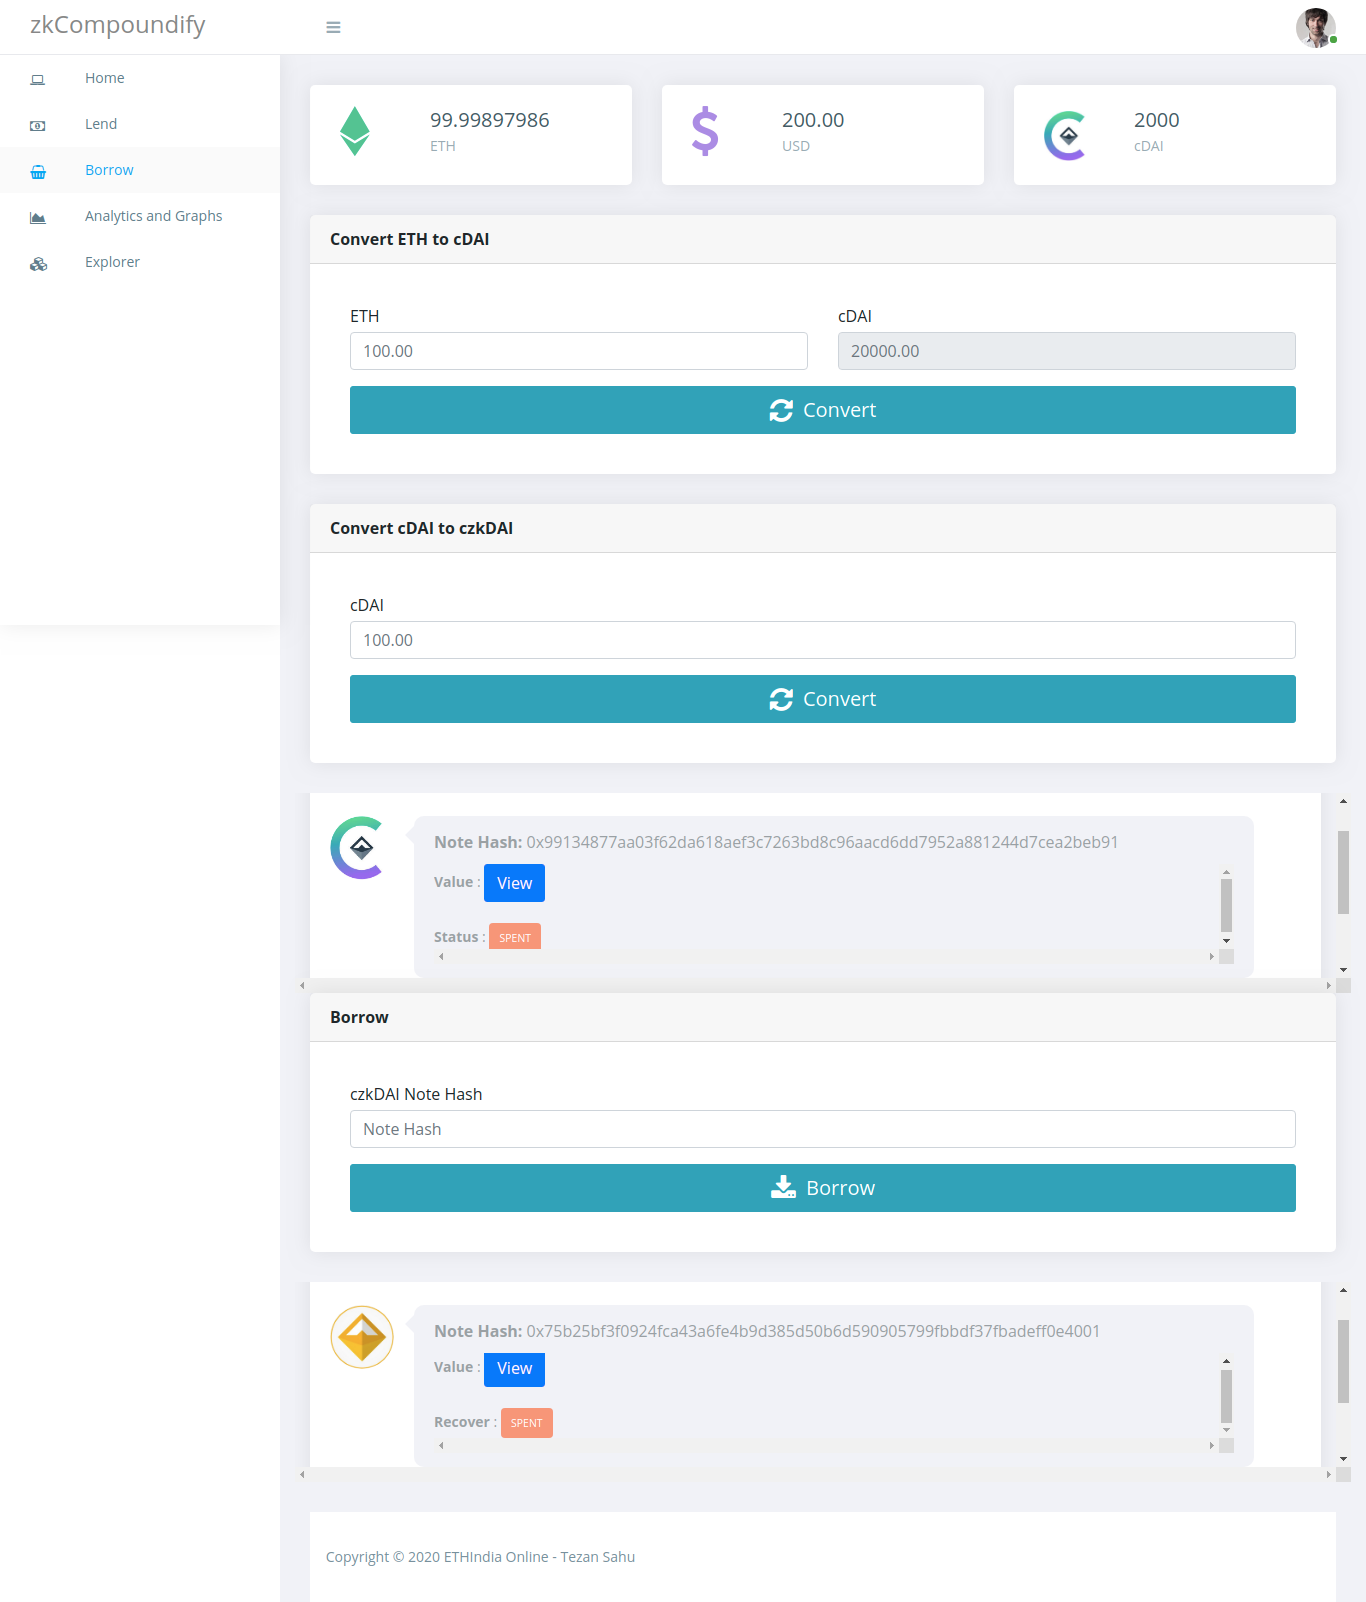 zkCompoundify
Home
Lend
Borrow
Analytics and Graphs
Explorer
99.99897986
ETH
200.00
USD
2000
cDAI
Convert ETH to cDAI
ETH
cDAI
100.00
20000.00
Convert
Convert cDAI to czkDAI
cDAI
100.00
Convert
Note Hash: 0x99134877aa03f62da618aef3c7263bd8c96aacd6dd7952a881244d7cea2beb91
Value : View
Status : SPENT
Borrow
czkDAI Note Hash
Note Hash
Borrow
Note Hash: 0x75b25bf3f0924fca43a6fe4b9d385d50b6d590905799fbbdf37fbadeff0e4001
Value : View
Recover : SPENT
Copyright © 2020 ETHIndia Online - Tezan Sahu